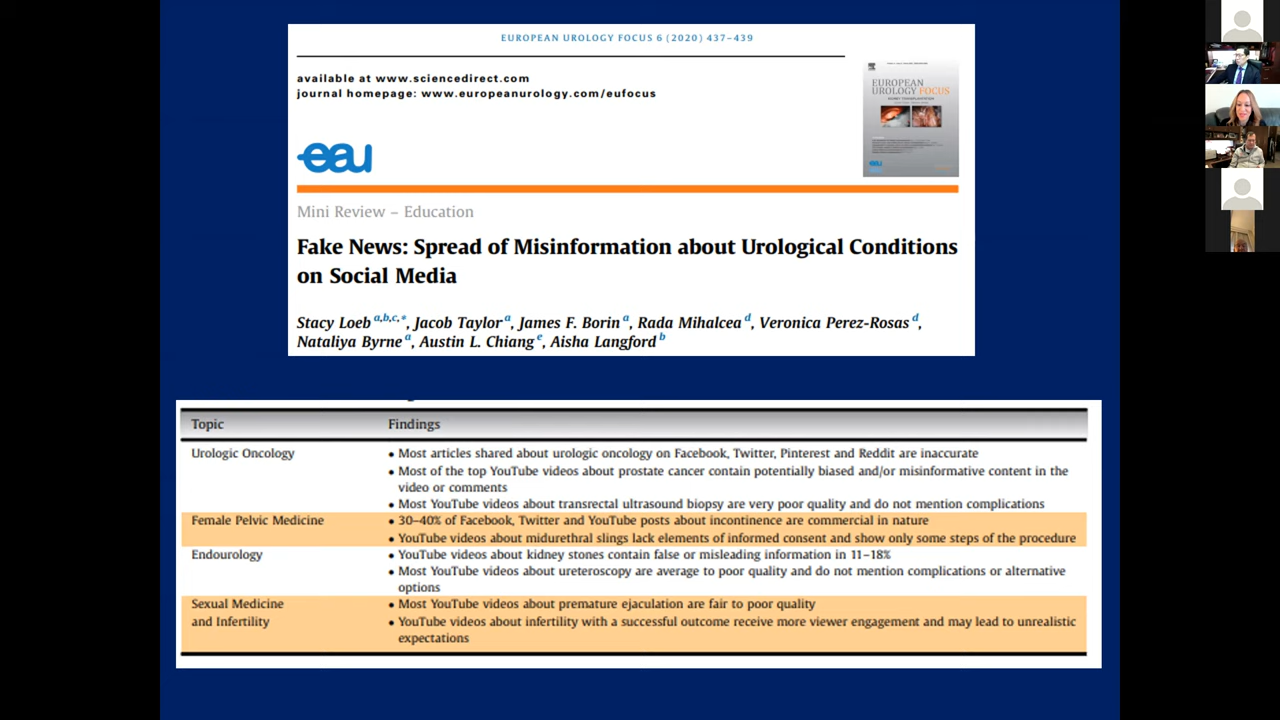 EUROPEAN UROLOGY FOCUS 6 (2020) 437–439
available at www.sciencedirect.com
journal homepage: www.europeanurology.com/eufocus
EUROPEAN
UROLOGY FOCUS
eau
Mini Review – Education
Fake News: Spread of Misinformation about Urological Conditions
on Social Media
Stacy Loeb a,b,c,*, Jacob Taylor a, James F. Borin a, Rada Mihalcea d, Veronica Perez-Rosas d,
Nataliya Byrne a, Austin L. Chiang e, Aisha Langford b
Topic Findings
Urologic Oncology • Most articles shared about urologic oncology on Facebook, Twitter, Pinterest and Reddit are inaccurate
• Most of the top YouTube videos about prostate cancer contain potentially biased and/or misinformative content in the
video or comments
• Most YouTube videos about transrectal ultrasound biopsy are very poor quality and do not mention complications
Female Pelvic Medicine • 30–40% of Facebook, Twitter and YouTube posts about incontinence are commercial in nature
• YouTube videos about midurethral slings lack elements of informed consent and show only some steps of the procedure
Endourology • YouTube videos about kidney stones contain false or misleading information in 11–18%
• Most YouTube videos about ureteroscopy are average to poor quality and do not mention complications or alternative
options
Sexual Medicine • Most YouTube videos about premature ejaculation are fair to poor quality
and Infertility • YouTube videos about infertility with a successful outcome receive more viewer engagement and may lead to unrealistic
expectations